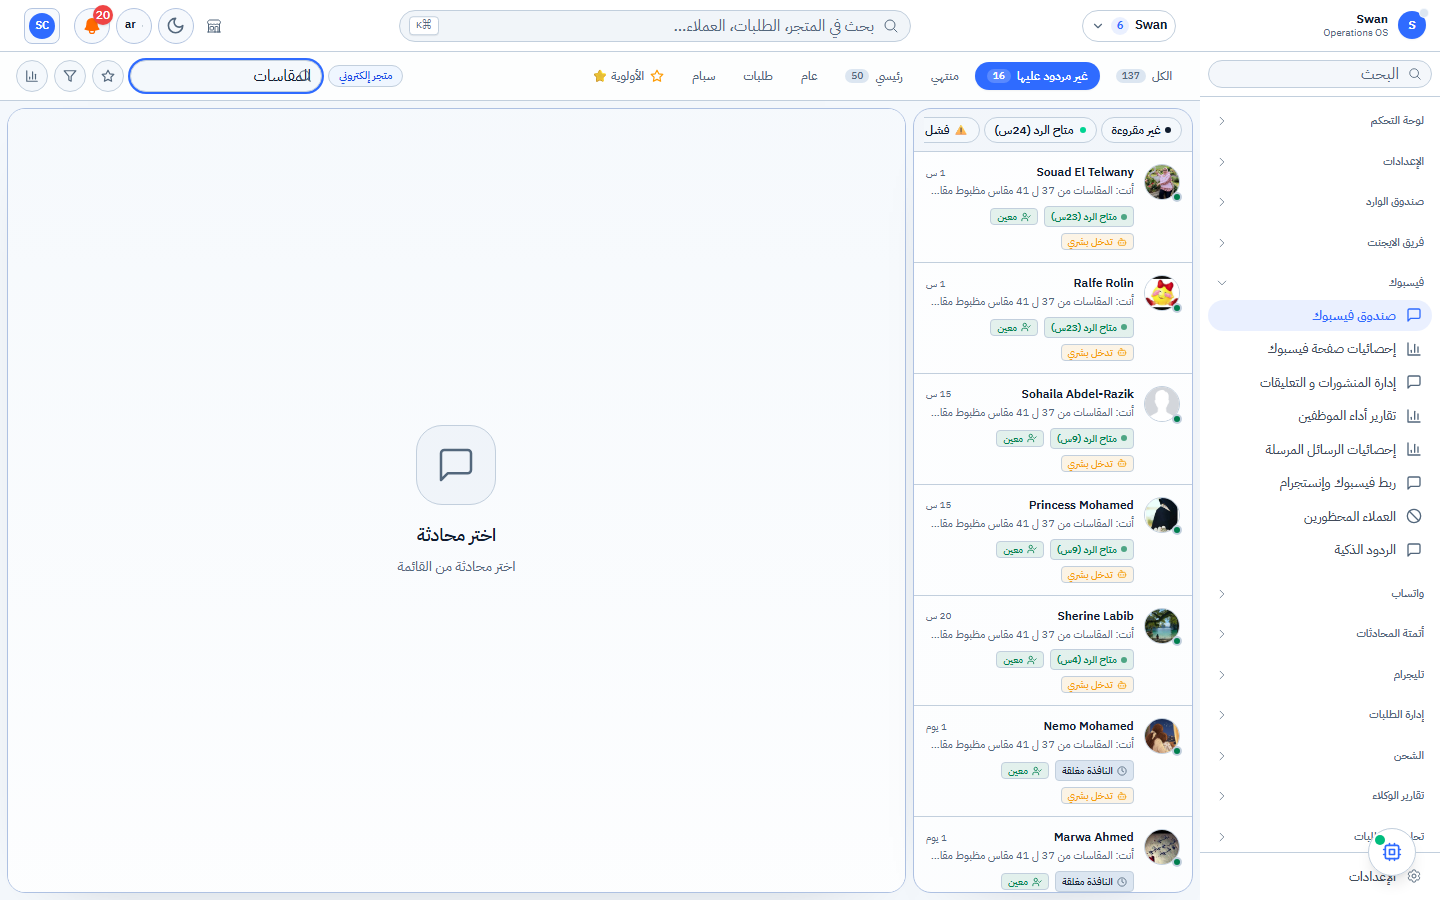 Swan
Operations OS
S
Swan 6
بحث في المتجر، الطلبات، العملاء...
⌘K
ar
20
SC
البحث
لوحة التحكم
الإعدادات
صندوق الوارد
فريق الايجنت
فيسبوك
صندوق فيسبوك
إحصائيات صفحة فيسبوك
إدارة المنشورات و التعليقات
تقارير أداء الموظفين
إحصائيات الرسائل المرسلة
ربط فيسبوك وإنستجرام
العملاء المحظورين
الردود الذكية
واتساب
أتمتة المحادثات
تليجرام
إدارة الطلبات
الشحن
تقارير الوكلاء
الإعدادات
الكل 137
غير مردود عليها 16
منتهي
رئيسي 50
عام
طلبات
سبام
الأولوية
متجر إلكتروني
المقاسات
غير مقروءة
متاح الرد (24س)
فشل
Souad El Telwany
1 س
أنت: المقاسات من 37 ل 41 مقاس مظبوط مقا...
متاح الرد (23س)
معين
تدخل بشري
Ralfe Rolin
1 س
أنت: المقاسات من 37 ل 41 مقاس مظبوط مقا...
متاح الرد (23س)
معين
تدخل بشري
Sohaila Abdel-Razik
15 س
أنت: المقاسات من 37 ل 41 مقاس مظبوط مقا...
متاح الرد (9س)
معين
تدخل بشري
Princess Mohamed
15 س
أنت: المقاسات من 37 ل 41 مقاس مظبوط مقا...
متاح الرد (9س)
معين
تدخل بشري
Sherine Labib
20 س
أنت: المقاسات من 37 ل 41 مقاس مظبوط مقا...
متاح الرد (4س)
معين
تدخل بشري
Nemo Mohamed
1 يوم
أنت: المقاسات من 37 ل 41 مقاس مظبوط مقا...
النافذة مغلقة
معين
تدخل بشري
Marwa Ahmed
1 يوم
أنت: المقاسات من 37 ل 41 مقاس مظبوط مقا...
النافذة مغلقة
معين
اختر محادثة
اختر محادثة من القائمة